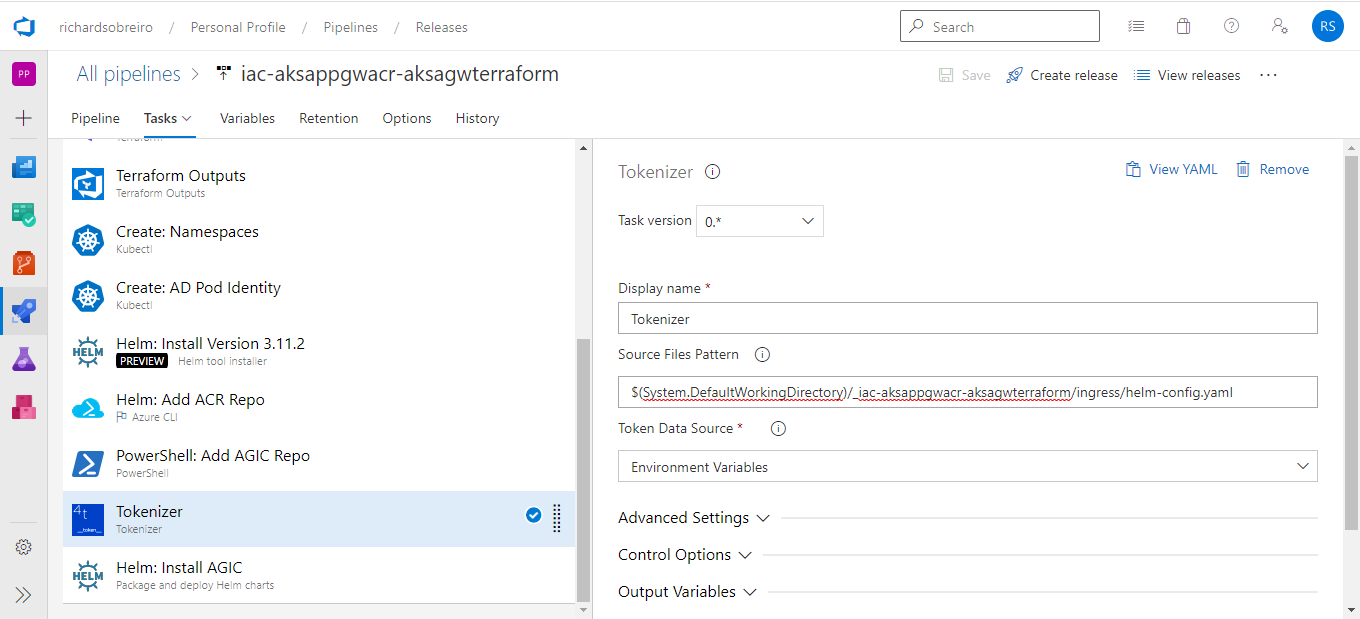 richardsobreiro / Personal Profile / Pipelines / Releases
Search
RS
PP
All pipelines > iac-aksappgwacr-aksagwterraform
Save
Create release
View releases
Pipeline
Tasks
Variables
Retention
Options
History
Terraform
Terraform Outputs
Terraform Outputs
Create: Namespaces
Kubectl
Create: AD Pod Identity
Kubectl
HELM
Helm: Install Version 3.11.2
PREVIEW Helm tool installer
Helm: Add ACR Repo
Azure CLI
PowerShell: Add AGIC Repo
PowerShell
4t
__token__
Tokenizer
Tokenizer
HELM
Helm: Install AGIC
Package and deploy Helm charts
Tokenizer
View YAML
Remove
Task version 0.*
Display name *
Tokenizer
Source Files Pattern
$(System.DefaultWorkingDirectory)/_iac-aksappgwacr-aksagwterraform/ingress/helm-config.yaml
Token Data Source *
Environment Variables
Advanced Settings
Control Options
Output Variables